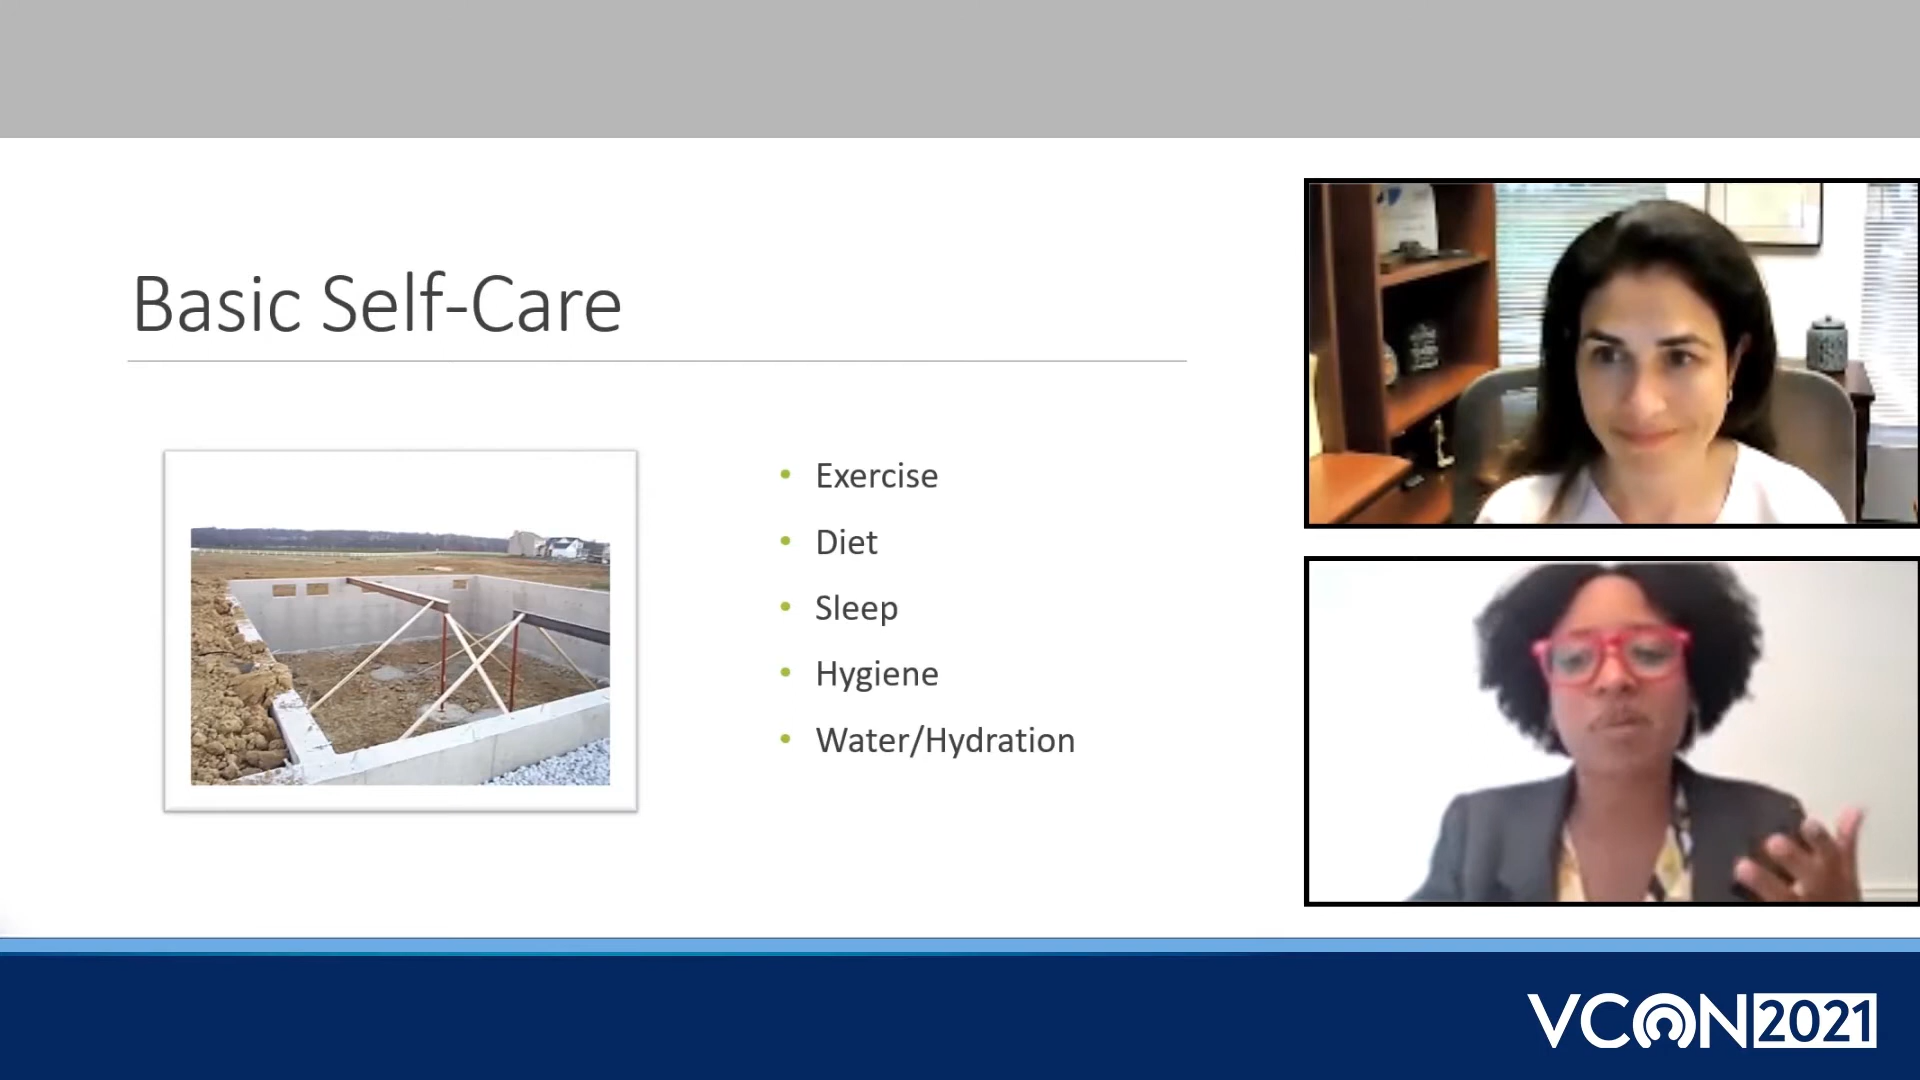 Basic Self-Care
• Exercise
• Diet
• Sleep
• Hygiene
• Water/Hydration
VCON2021